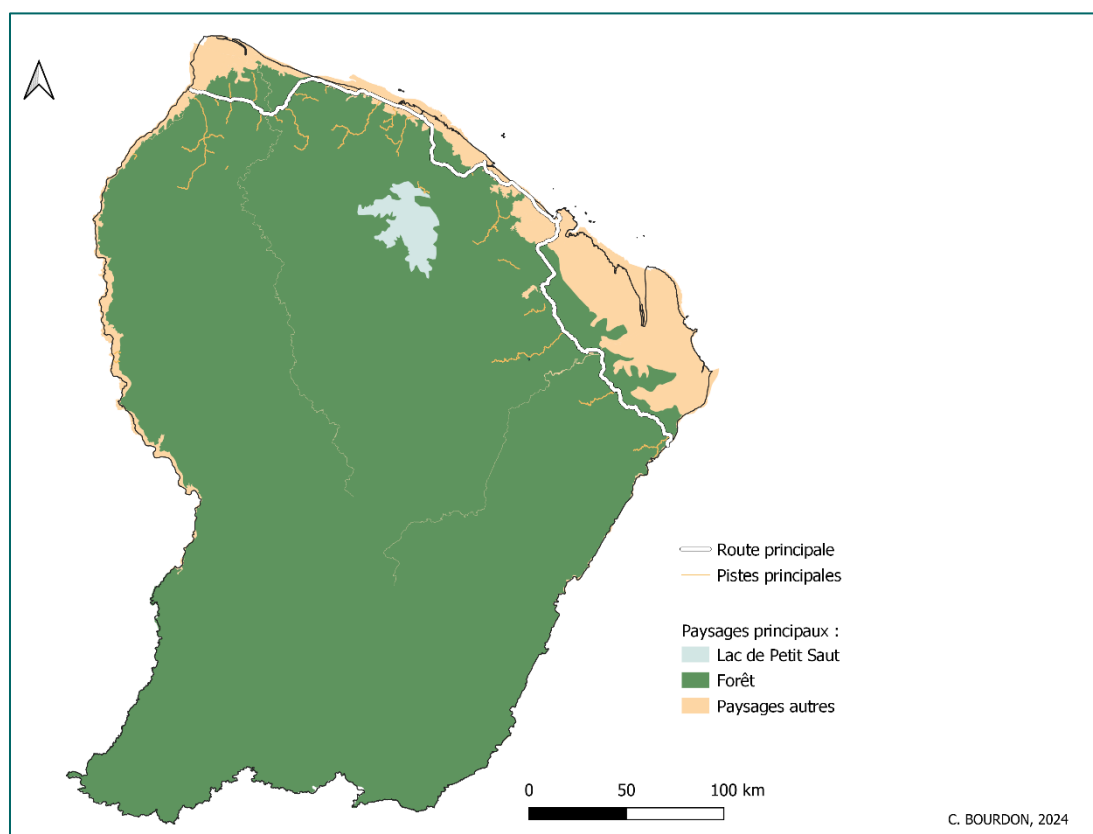 Route principale
Pistes principales
Paysages principaux :
Lac de Petit Saut
Forêt
Paysages autres
0 50 100 km
C. BOURDON, 2024